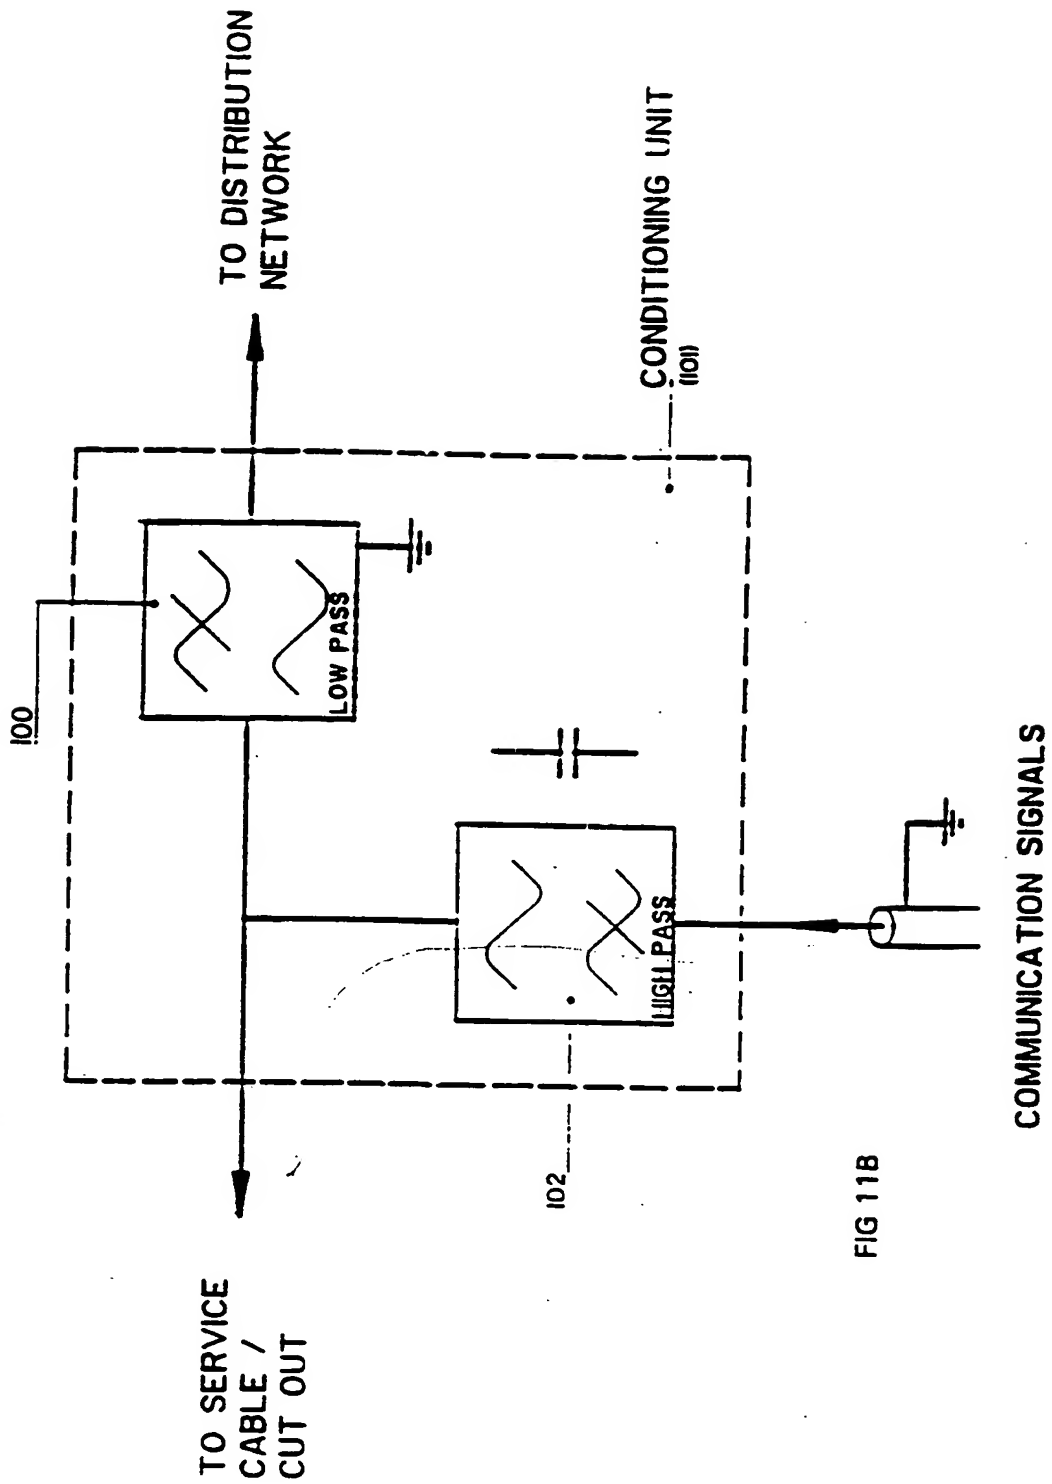 100
TO DISTRIBUTION
NETWORK
LOW PASS
CONDITIONING UNIT
(101)
TO SERVICE
CABLE /
CUT OUT
HIGH PASS
102
FIG 11B
COMMUNICATION SIGNALS